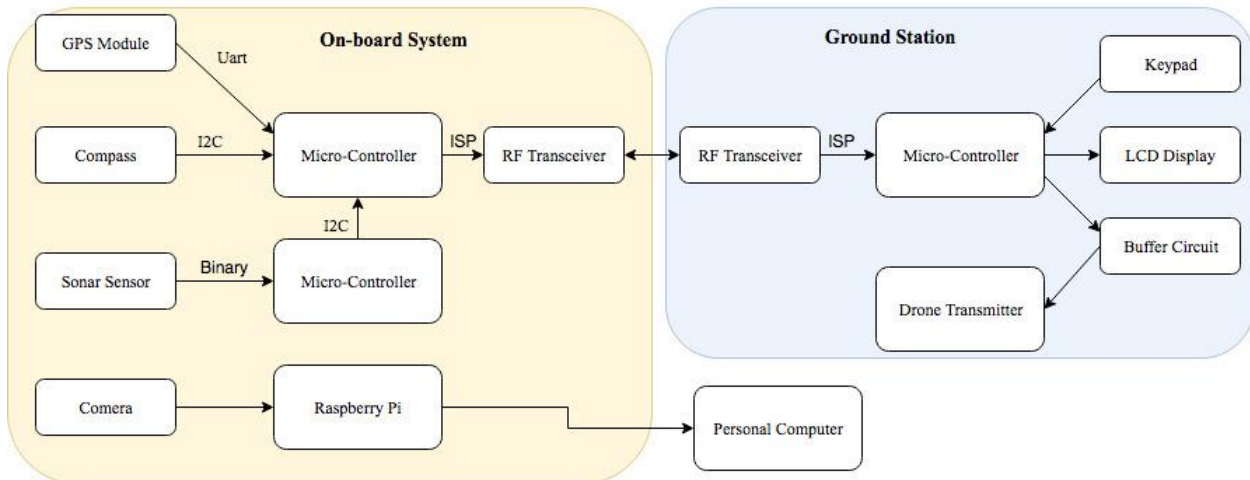 On-board System
GPS Module
Uart
Compass
I2C
Micro-Controller
ISP
RF Transceiver
I2C
Sonar Sensor
Binary
Micro-Controller
Comera
Raspberry Pi
Ground Station
Keypad
RF Transceiver
ISP
Micro-Controller
LCD Display
Buffer Circuit
Drone Transmitter
Personal Computer